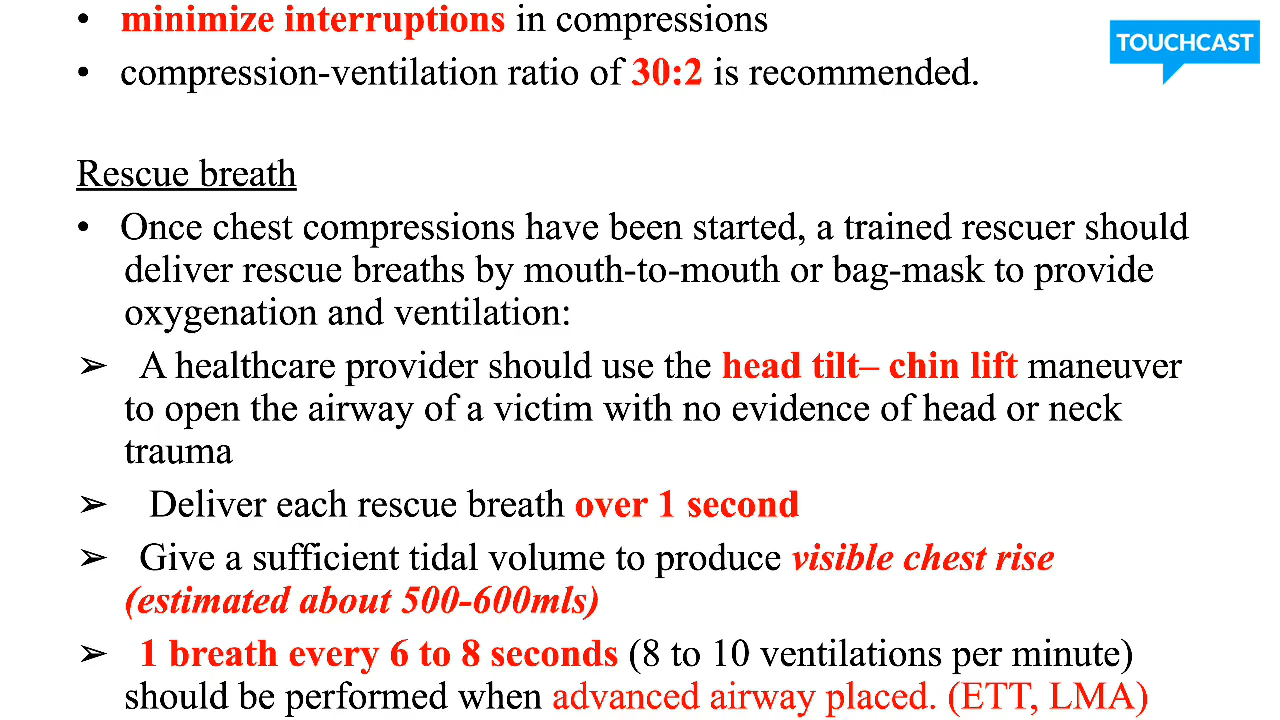 • minimize interruptions in compressions
TOUCHCAST
• compression-ventilation ratio of 30:2 is recommended.
Rescue breath
• Once chest compressions have been started, a trained rescuer should
deliver rescue breaths by mouth-to-mouth or bag-mask to provide
oxygenation and ventilation:
➢ A healthcare provider should use the head tilt– chin lift maneuver
to open the airway of a victim with no evidence of head or neck
trauma
➢ Deliver each rescue breath over 1 second
➢ Give a sufficient tidal volume to produce visible chest rise
(estimated about 500-600mls)
➢ 1 breath every 6 to 8 seconds (8 to 10 ventilations per minute)
should be performed when advanced airway placed. (ETT, LMA)